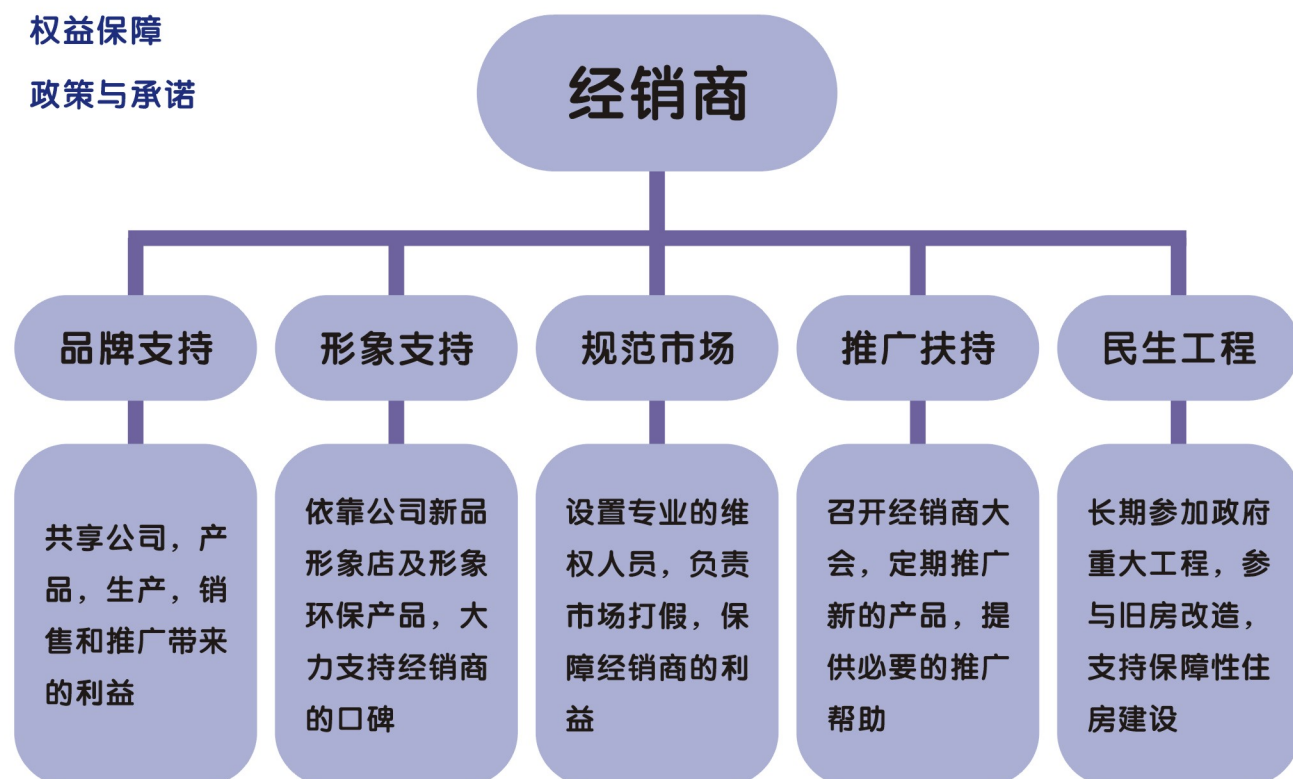 权益保障
政策与承诺
经销商
品牌支持
形象支持
规范市场
推广扶持
民生工程
共享公司，产
品，生产，销
售和推广带来
的利益
依靠公司新品
形象店及形象
环保产品，大
力支持经销商
的口碑
设置专业的维
权人员，负责
市场打假，保
障经销商的利
益
召开经销商大
会，定期推广
新的产品，提
供必要的推广
帮助
长期参加政府
重大工程，参
与旧房改造，
支持保障性住
房建设